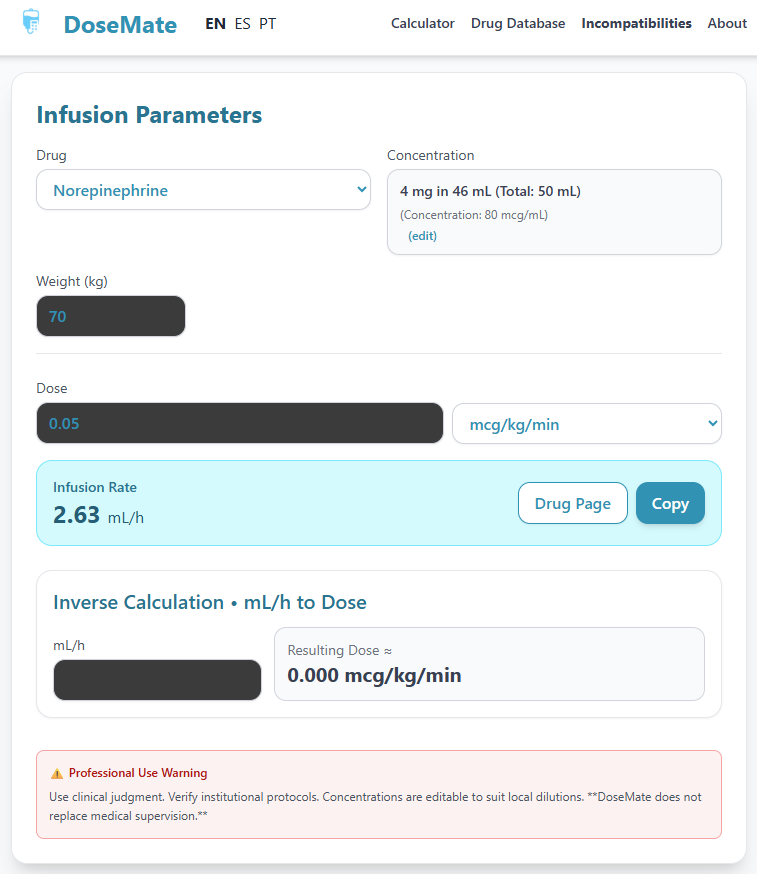 DoseMate
EN ES PT
Calculator Drug Database Incompatibilities About
Infusion Parameters
Drug
Norepinephrine
Concentration
4 mg in 46 mL (Total: 50 mL)
(Concentration: 80 mcg/mL)
(edit)
Weight (kg)
70
Dose
0.05
mcg/kg/min
Infusion Rate
2.63 mL/h
Drug Page
Copy
Inverse Calculation • mL/h to Dose
mL/h
Resulting Dose ≈
0.000 mcg/kg/min
⚠️ Professional Use Warning
Use clinical judgment. Verify institutional protocols. Concentrations are editable to suit local dilutions. **DoseMate does not
replace medical supervision.**